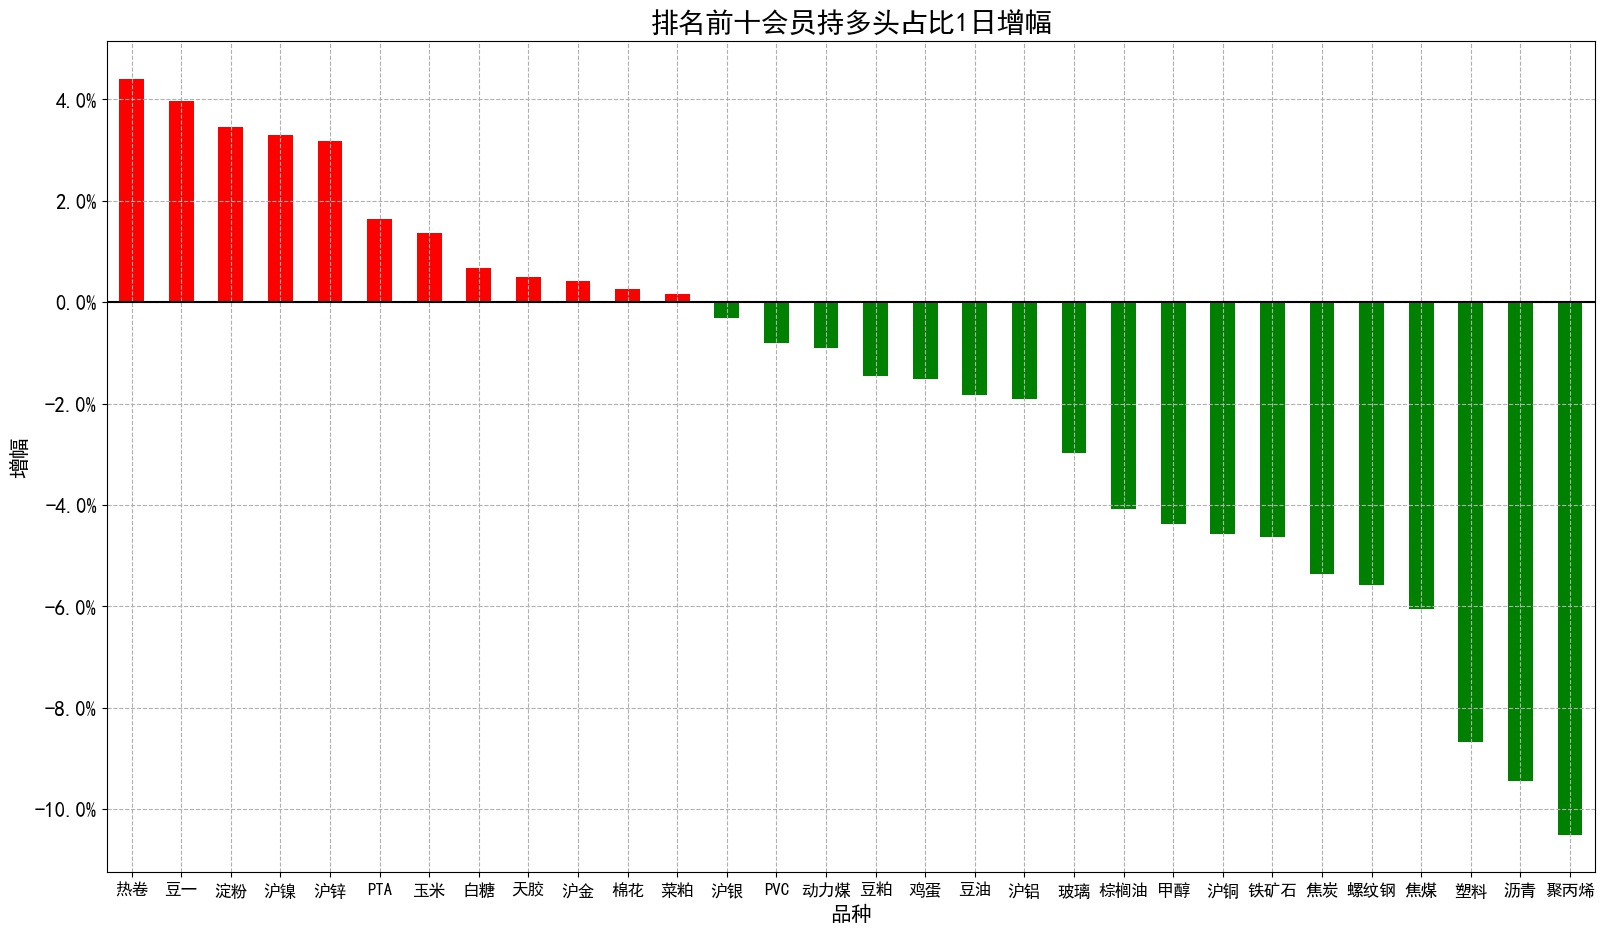 排名前十会员持多头占比1日增幅
4.0%
2.0%
0.0%
-2.0%
-4.0%
-6.0%
-8.0%
-10.0%
增幅
热卷 豆一 淀粉 沪镍 沪锌 PTA 玉米 白糖 天胶 沪金 棉花 菜粕 沪银 PVC 动力煤 豆粕 鸡蛋 豆油 沪铝 玻璃 棕榈油 甲醇 沪铜 铁矿石 焦炭 螺纹钢 焦煤 塑料 沥青 聚丙烯
品种